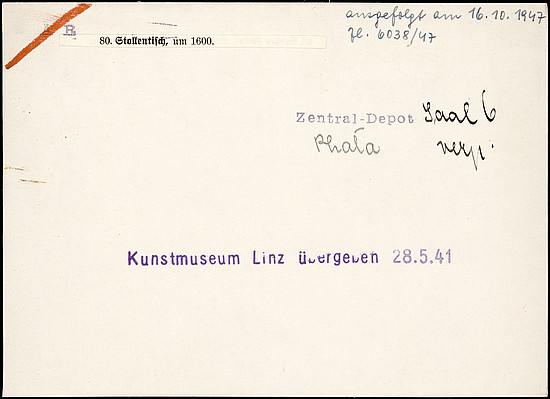 ausgefolgt am 16.10.1947
Zl. 6038/47
R
80. Stollentisch, um 1600.
Zentral-Depot Saal 6
verp.
Kunstmuseum Linz übergeben 28.5.41